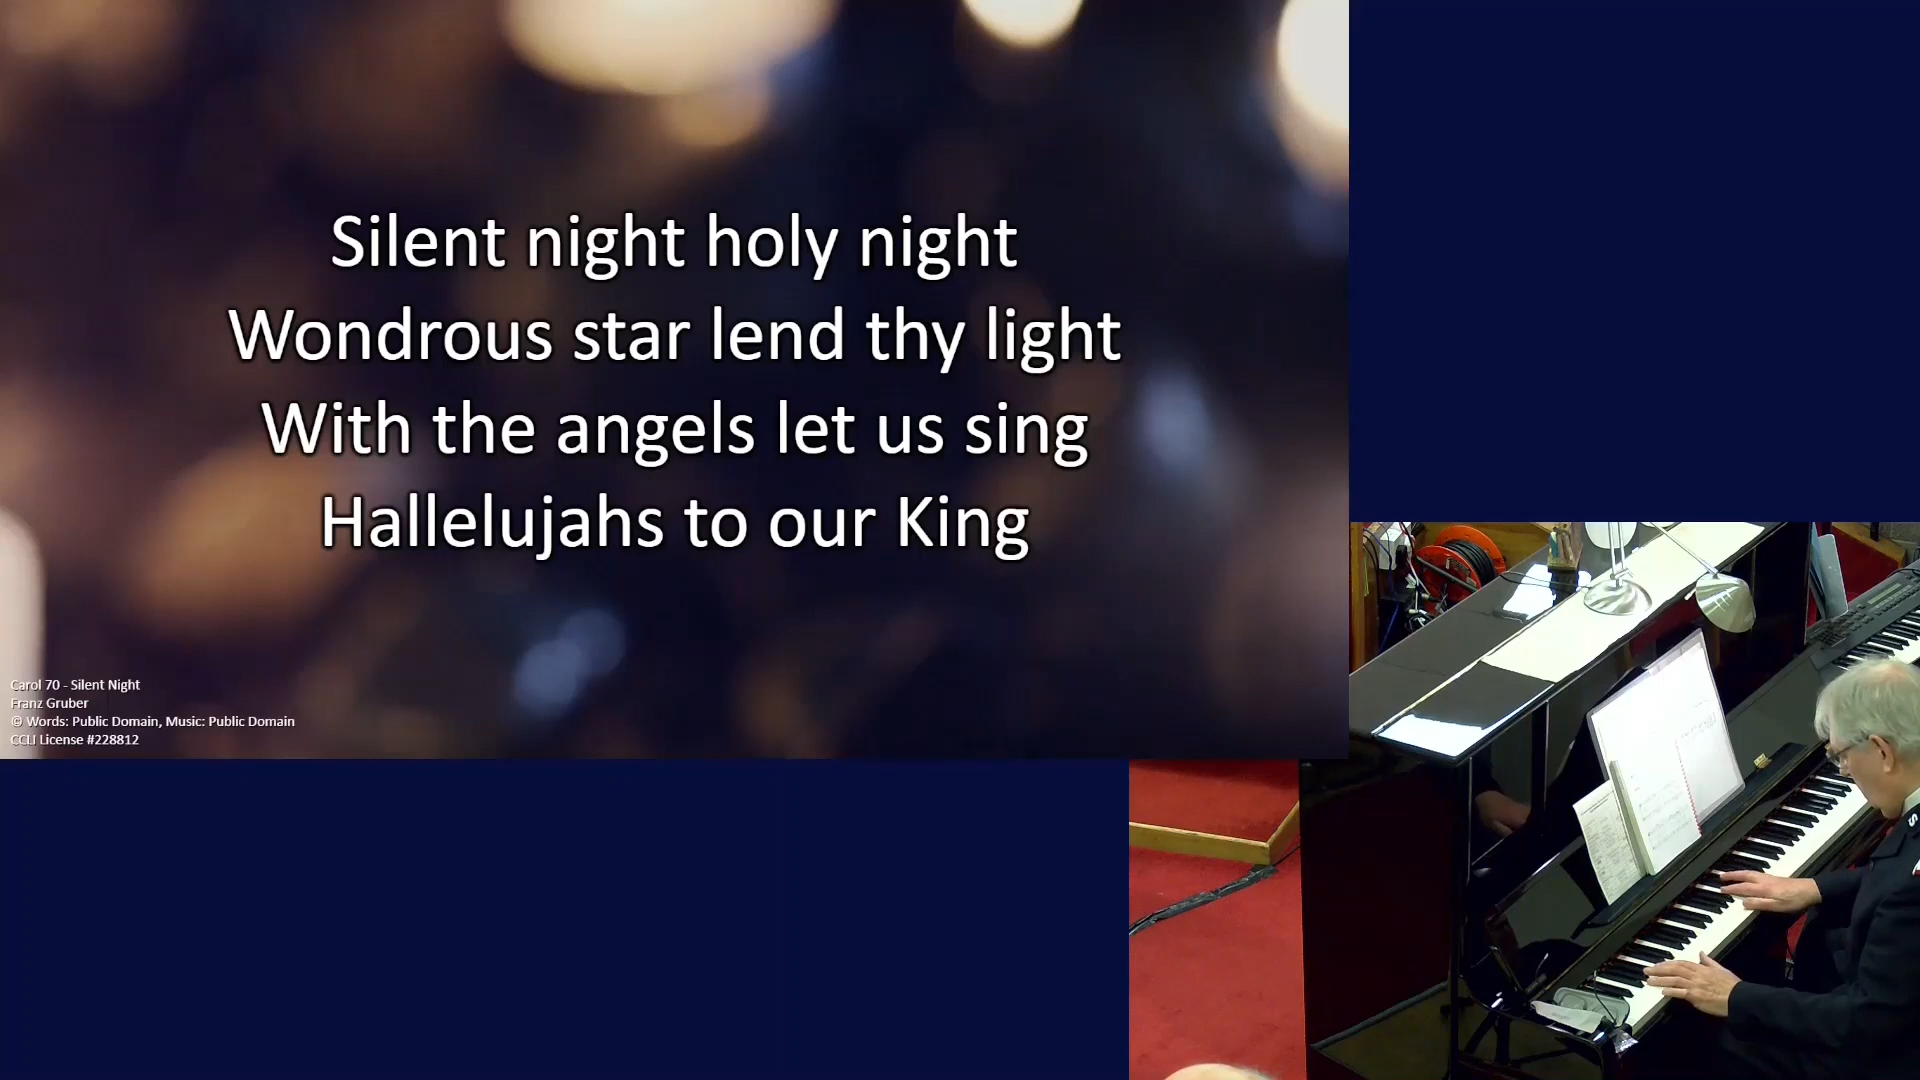 Silent night holy night
Wondrous star lend thy light
With the angels let us sing
Hallelujahs to our King
Carol 70 - Silent Night
Franz Gruber
© Words: Public Domain, Music: Public Domain
CCLI License #228812
S